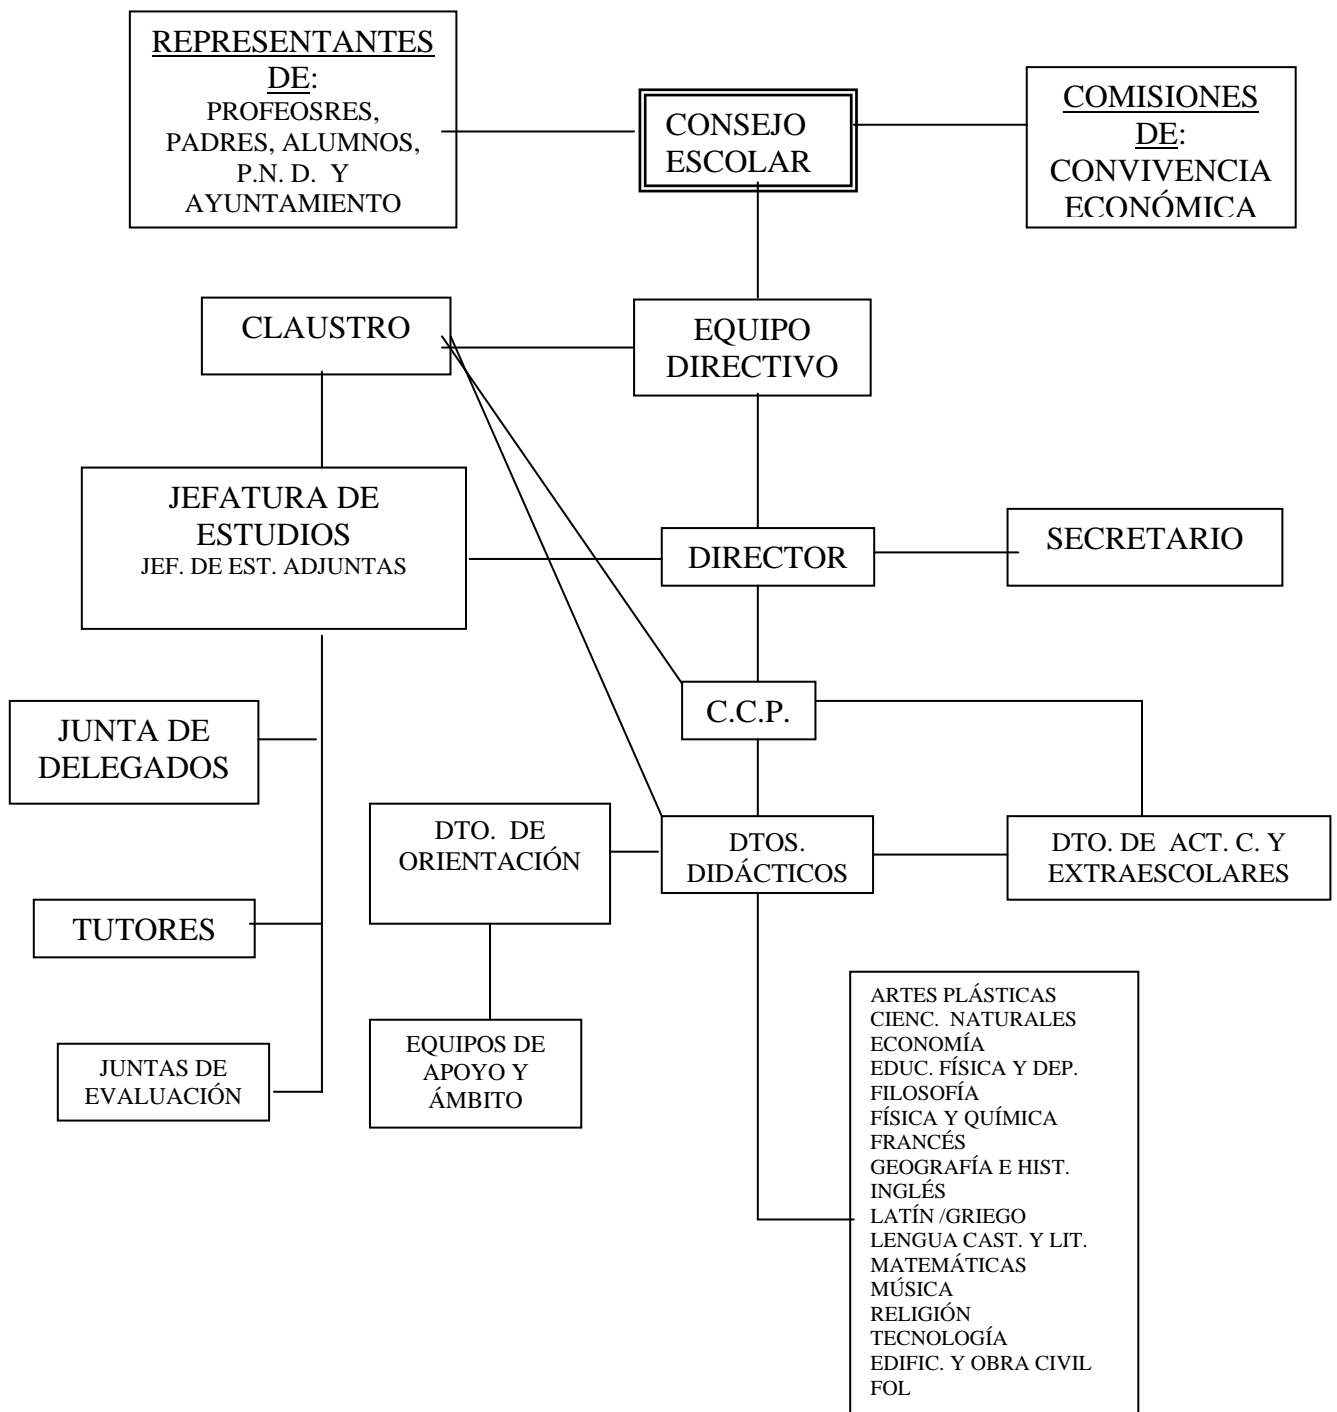 REPRESENTANTES
DE:
PROFEOSRES,
PADRES, ALUMNOS,
P.N. D. Y
AYUNTAMIENTO
CONSEJO
ESCOLAR
COMISIONES
DE:
CONVIVENCIA
ECONÓMICA
CLAUSTRO
EQUIPO
DIRECTIVO
JEFATURA DE
ESTUDIOS
JEF. DE EST. ADJUNTAS
DIRECTOR
SECRETARIO
C.C.P.
JUNTA DE
DELEGADOS
DTO. DE
ORIENTACIÓN
DTOS.
DIDÁCTICOS
DTO. DE ACT. C. Y
EXTRAESCOLARES
TUTORES
JUNTAS DE
EVALUACIÓN
EQUIPOS DE
APOYO Y
ÁMBITO
ARTES PLÁSTICAS
CIENC. NATURALES
ECONOMÍA
EDUC. FÍSICA Y DEP.
FILOSOFÍA
FÍSICA Y QUÍMICA
FRANCÉS
GEOGRAFÍA E HIST.
INGLÉS
LATÍN /GRIEGO
LENGUA CAST. Y LIT.
MATEMÁTICAS
MÚSICA
RELIGIÓN
TECNOLOGÍA
EDIFIC. Y OBRA CIVIL
FOL